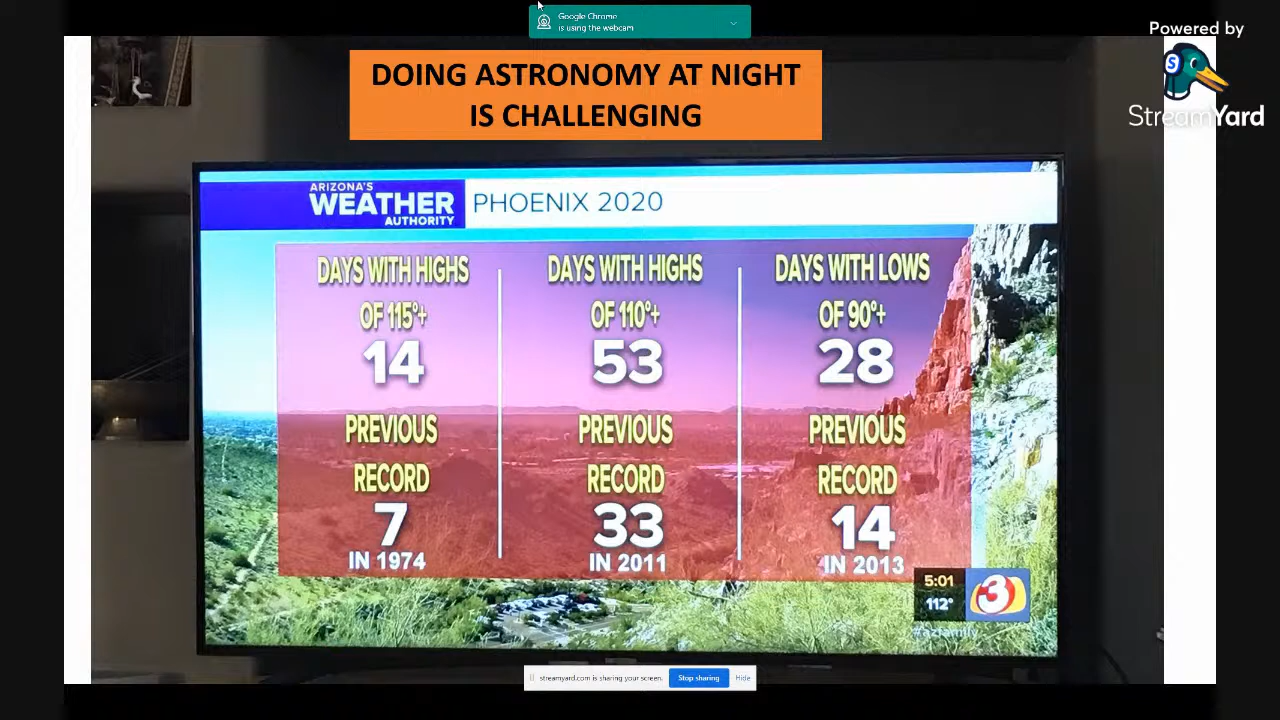 Google Chrome
is using the webcam
Powered by
StreamYard
DOING ASTRONOMY AT NIGHT
IS CHALLENGING
ARIZONA'S
WEATHER
AUTHORITY
PHOENIX 2020
DAYS WITH HIGHS
OF 115°+
14
PREVIOUS
RECORD
7
IN 1974
DAYS WITH HIGHS
OF 110°+
53
PREVIOUS
RECORD
33
IN 2011
DAYS WITH LOWS
OF 90°+
28
PREVIOUS
RECORD
14
IN 2013
5:01
112°
3
#azfamily
streamyard.com is sharing your screen.
Stop sharing
Hide